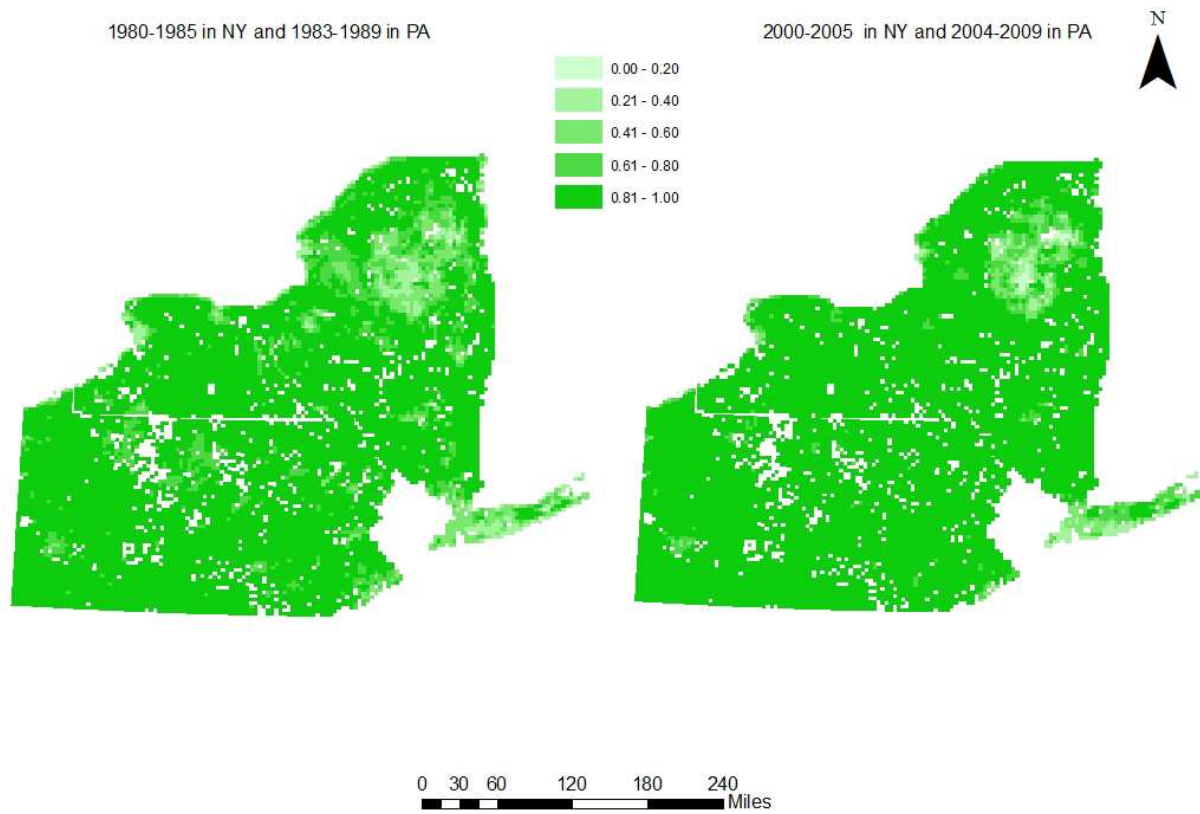 1980-1985 in NY and 1983-1989 in PA
2000-2005 in NY and 2004-2009 in PA
N
0.00 - 0.20
0.21 - 0.40
0.41 - 0.60
0.61 - 0.80
0.81 - 1.00
0 30 60 120 180 240
Miles